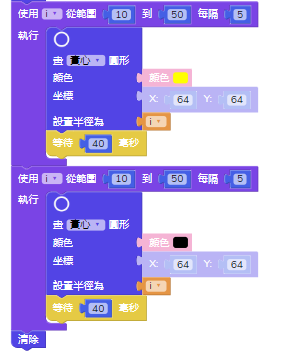 使用 i 從範圍 10 到 50 每隔 5
執行
畫 實心 圓形
顏色 顏色
坐標 X: 64 Y: 64
設置半徑為 i
等待 40 毫秒
使用 i 從範圍 10 到 50 每隔 5
執行
畫 實心 圓形
顏色 顏色
坐標 X: 64 Y: 64
設置半徑為 i
等待 40 毫秒
清除